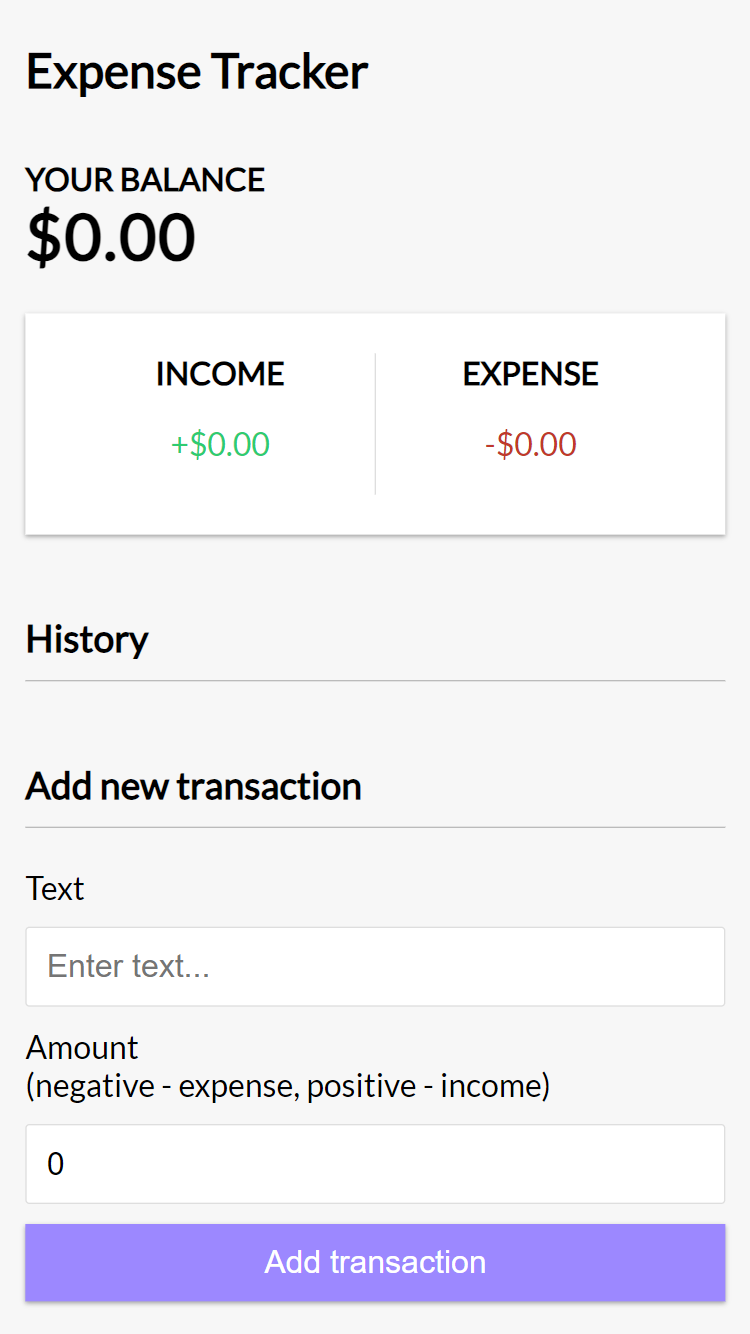 Expense Tracker
YOUR BALANCE
$0.00
INCOME
EXPENSE
+$0.00
-$0.00
History
Add new transaction
Text
Enter text...
Amount
(negative - expense, positive - income)
0
Add transaction